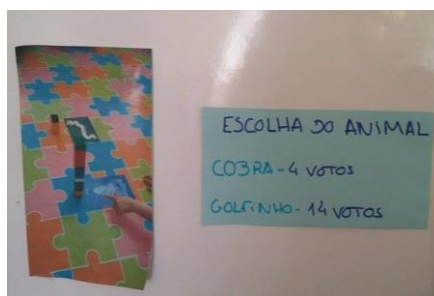 ESCOLHA DO ANIMAL
COBRA - 4 VOTOS
GOLFINHO - 14 VOTOS